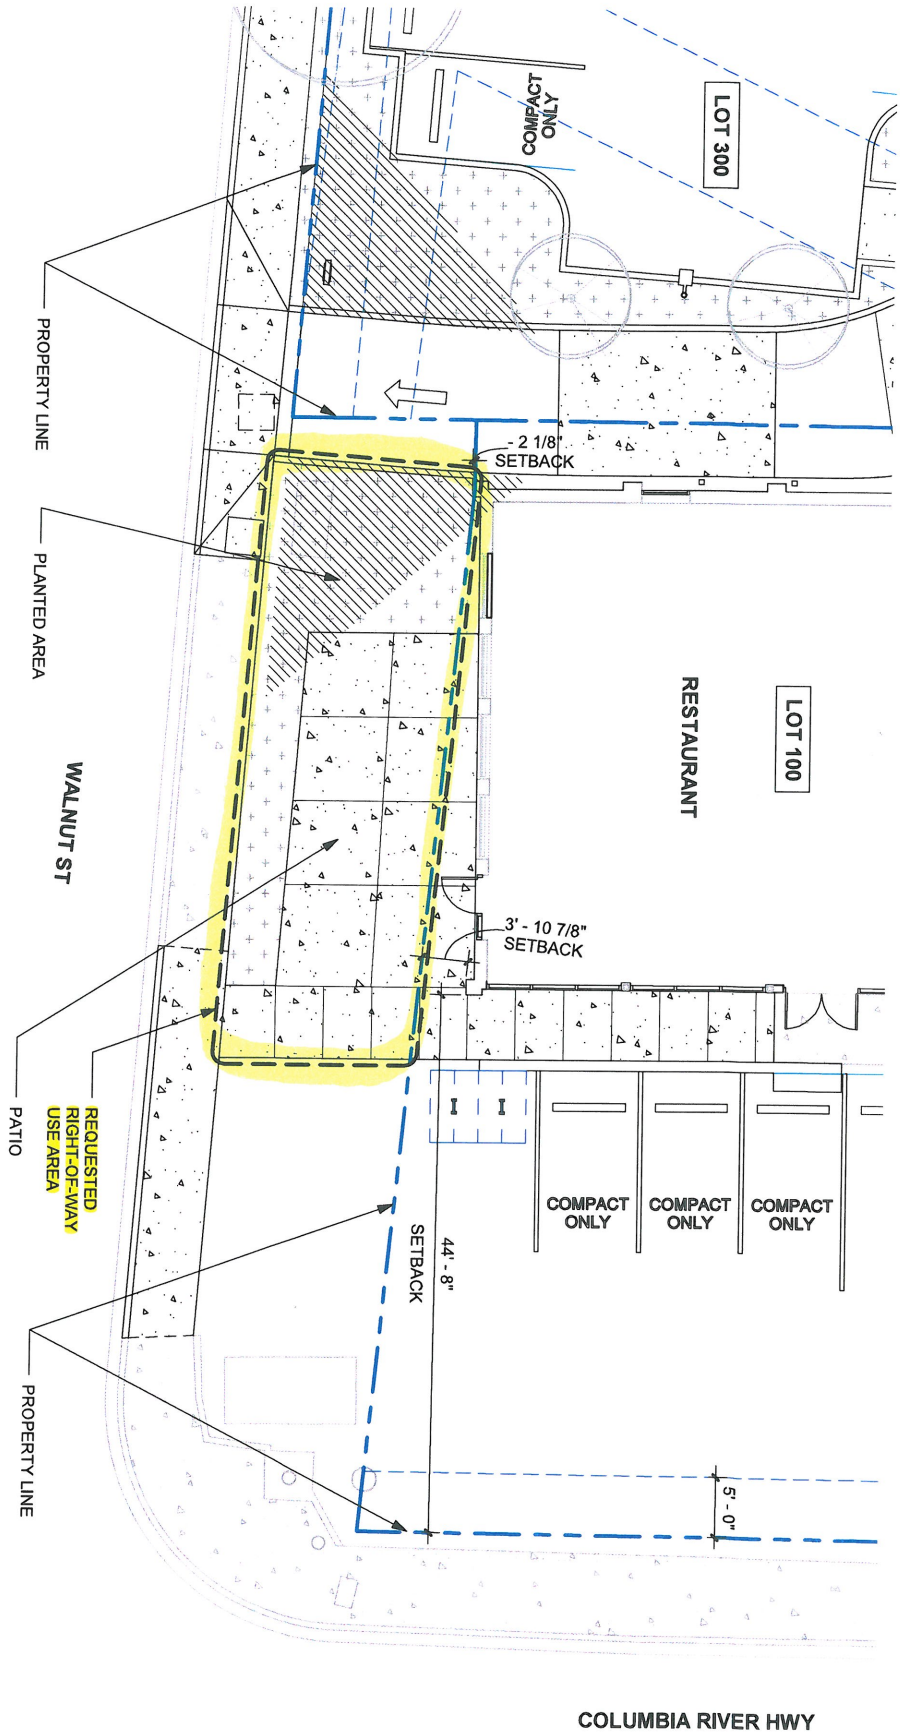 LOT 300
COMPACT
ONLY
PROPERTY LINE
- 2 1/8"
SETBACK
PLANTED AREA
LOT 100
RESTAURANT
WALNUT ST
3' - 10 7/8"
SETBACK
REQUESTED
RIGHT-OF-WAY
USE AREA
PATIO
COMPACT
ONLY
COMPACT
ONLY
COMPACT
ONLY
44' - 8"
SETBACK
PROPERTY LINE
5' - 0"
COLUMBIA RIVER HWY